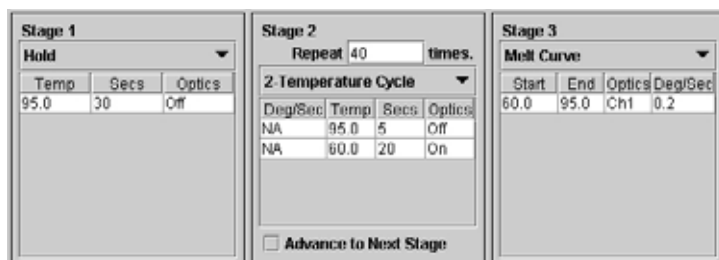 Stage 1
Hold
Temp Secs Optics
95.0 30 Off
Stage 2
Repeat 40 times.
2-Temperature Cycle
Deg/Sec Temp Secs Optics
NA 95.0 5 Off
NA 60.0 20 On
Advance to Next Stage
Stage 3
Melt Curve
Start End Optics Deg/Sec
60.0 95.0 Ch1 0.2